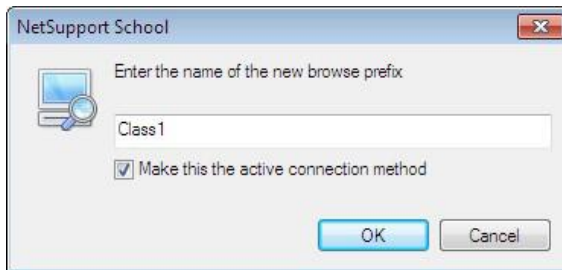 NetSupport School
Enter the name of the new browse prefix
Class1
Make this the active connection method
OK
Cancel